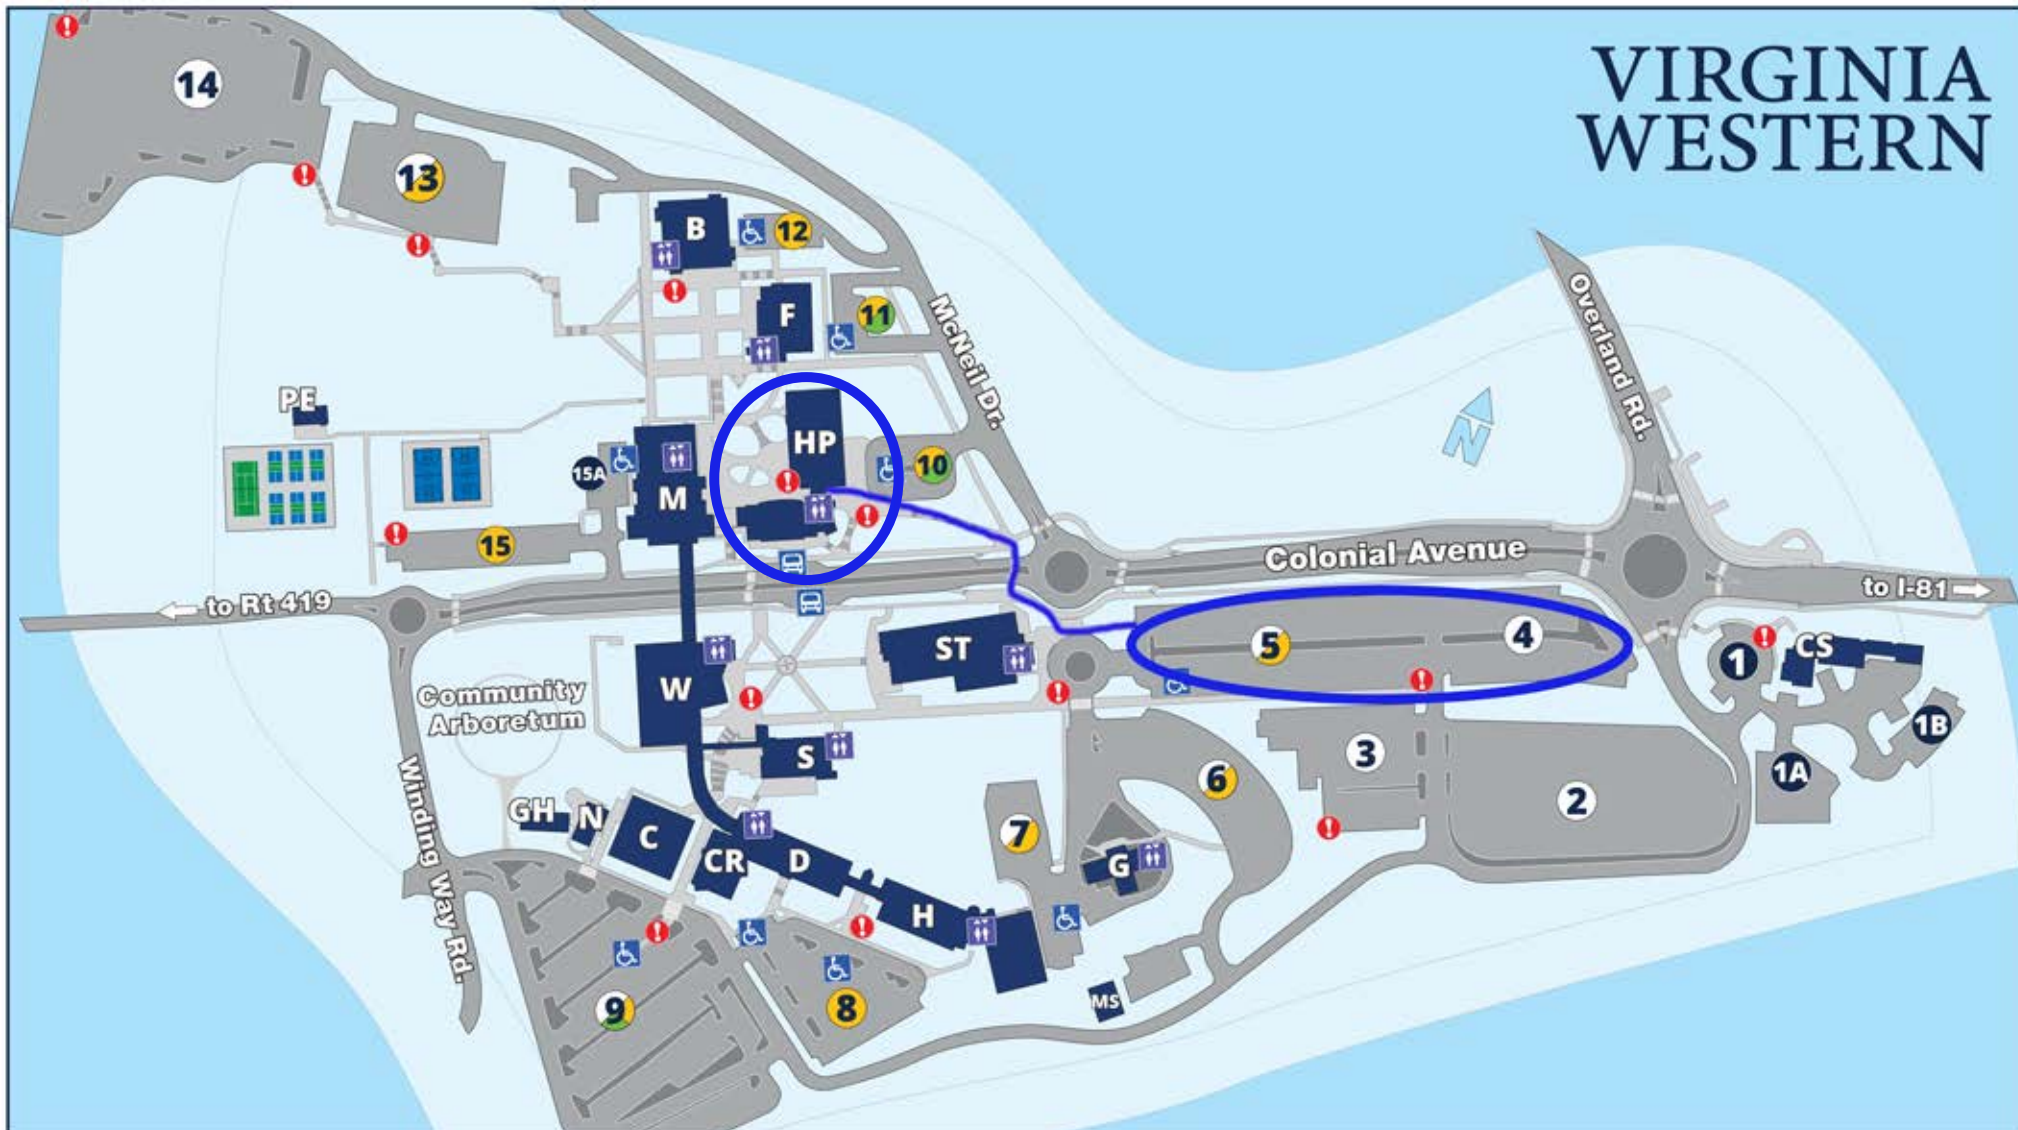 VIRGINIA
WESTERN
14
13
B
12
F
11
McNeil Dr.
Overland Rd.
PE
HP
N
15A
M
10
15
Colonial Avenue
to Rt 419
to I-81
ST
5
4
1
CS
W
Community
Arboretum
S
3
6
2
1A
1B
Winding Way Rd.
GH
N
C
CR
D
7
G
H
9
8
MS